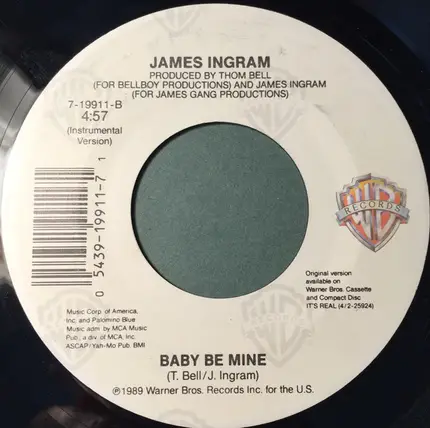 JAMES INGRAM
PRODUCED BY THOM BELL
(FOR BELLBOY PRODUCTIONS) AND JAMES INGRAM
(FOR JAMES GANG PRODUCTIONS)
7-19911-B
4:57
(Instrumental
Version)
0 5439-19911-7 1
WB
RECORDS
Original version
available on
Warner Bros. Cassette
and Compact Disc
IT'S REAL (4/2-25924)
Music Corp. of America,
Inc. and Palomino Blue
Music adm. by MCA Music
Pub., a div. of MCA, Inc.
ASCAP/Yah-Mo Pub. BMI
BABY BE MINE
(T. Bell/J. Ingram)
℗1989 Warner Bros. Records Inc. for the U.S.